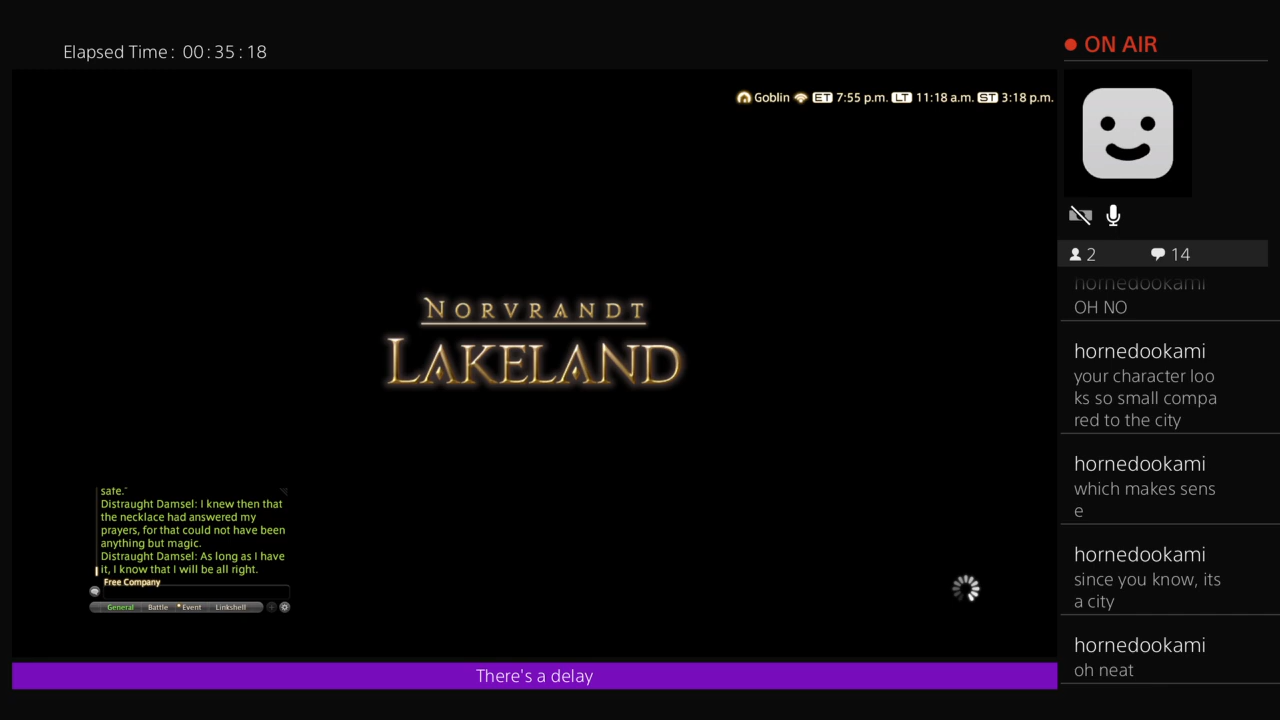 Elapsed Time: 00:35:18
ON AIR
Goblin ET 7:55 p.m. LT 11:18 a.m. ST 3:18 p.m.
2 14
hornedookami
OH NO
NORVRANDT
LAKELAND
hornedookami
your character loo
ks so small compa
red to the city
hornedookami
which makes sens
e
safe."
Distraught Damsel: I knew then that
the necklace had answered my
prayers, for that could not have been
anything but magic.
Distraught Damsel: As long as I have
it, I know that I will be all right.
Free Company
General Battle Event Linkshell
hornedookami
since you know, its
a city
hornedookami
oh neat
There's a delay